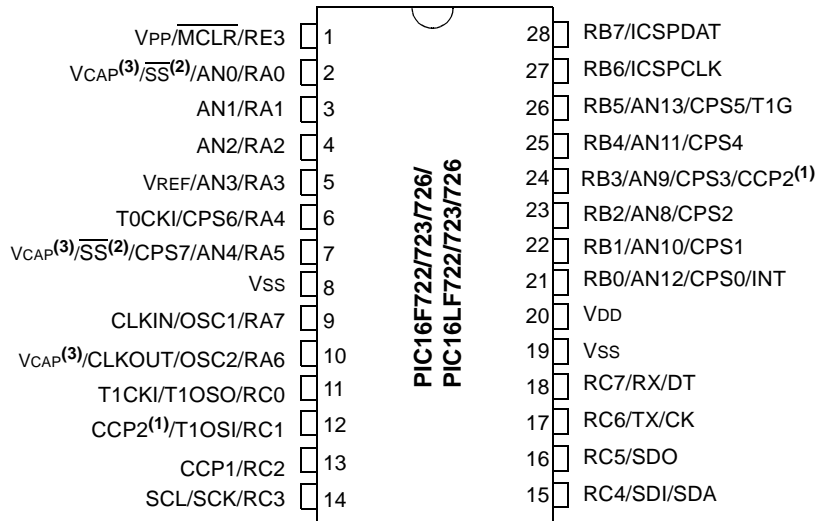 VPP/MCLR/RE3 1
VCAP(3)/SS(2)/AN0/RA0 2
AN1/RA1 3
AN2/RA2 4
VREF/AN3/RA3 5
T0CKI/CPS6/RA4 6
VCAP(3)/SS(2)/CPS7/AN4/RA5 7
VSS 8
CLKIN/OSC1/RA7 9
VCAP(3)/CLKOUT/OSC2/RA6 10
T1CKI/T1OSO/RC0 11
CCP2(1)/T1OSI/RC1 12
CCP1/RC2 13
SCL/SCK/RC3 14
PIC16F722/723/726/
PIC16LF722/723/726
28 RB7/ICSPDAT
27 RB6/ICSPCLK
26 RB5/AN13/CPS5/T1G
25 RB4/AN11/CPS4
24 RB3/AN9/CPS3/CCP2(1)
23 RB2/AN8/CPS2
22 RB1/AN10/CPS1
21 RB0/AN12/CPS0/INT
20 VDD
19 VSS
18 RC7/RX/DT
17 RC6/TX/CK
16 RC5/SDO
15 RC4/SDI/SDA